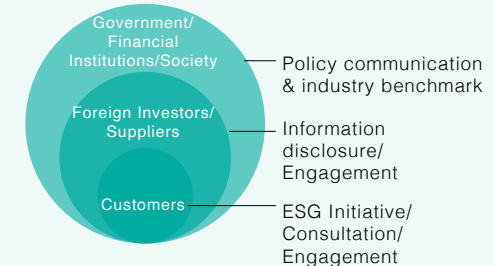 Government/
Financial
Institutions/Society
Policy communication
& industry benchmark
Foreign Investors/
Suppliers
Information
disclosure/
Engagement
Customers
ESG Initiative/
Consultation/
Engagement